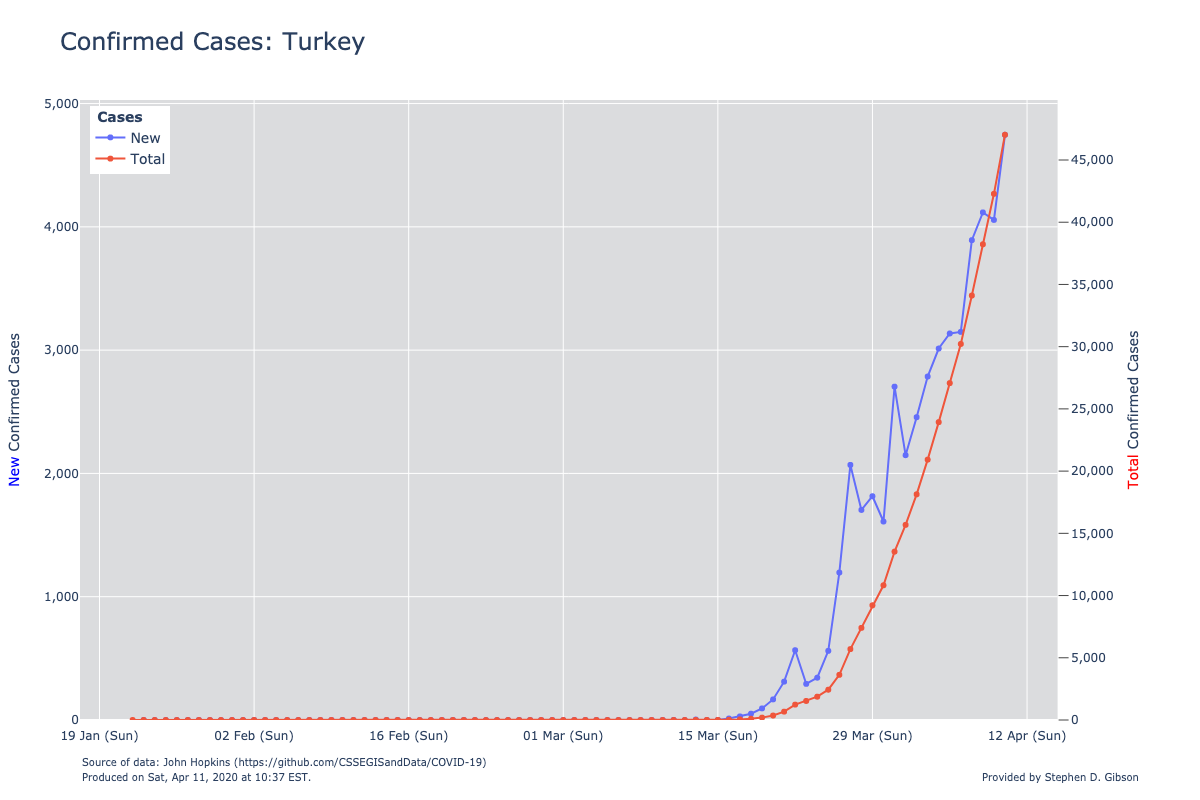 Confirmed Cases: Turkey
Cases
New
Total
5,000
4,000
3,000
2,000
1,000
0
45,000
40,000
35,000
30,000
25,000
20,000
15,000
10,000
5,000
0
New Confirmed Cases
Total Confirmed Cases
19 Jan (Sun) 02 Feb (Sun) 16 Feb (Sun) 01 Mar (Sun) 15 Mar (Sun) 29 Mar (Sun) 12 Apr (Sun)
Source of data: John Hopkins (https://github.com/CSSEGISandData/COVID-19)
Produced on Sat, Apr 11, 2020 at 10:37 EST.
Provided by Stephen D. Gibson